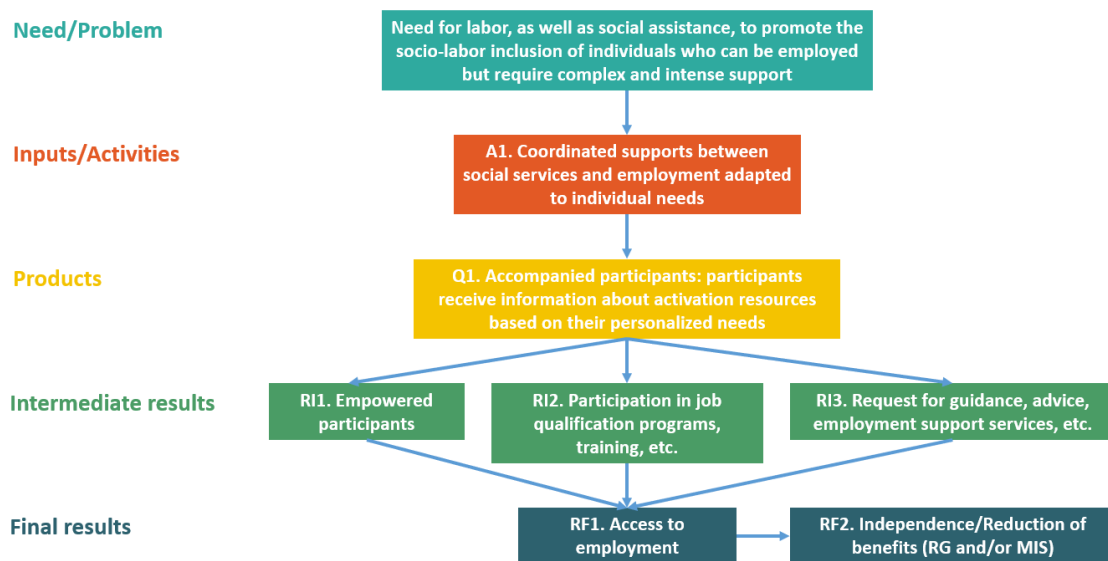 Need/Problem
Need for labor, as well as social assistance, to promote the
socio-labor inclusion of individuals who can be employed
but require complex and intense support
Inputs/Activities
A1. Coordinated supports between
social services and employment adapted
to individual needs
Products
Q1. Accompanied participants: participants
receive information about activation resources
based on their personalized needs
Intermediate results
RI1. Empowered
participants
RI2. Participation in job
qualification programs,
training, etc.
RI3. Request for guidance, advice,
employment support services, etc.
Final results
RF1. Access to
employment
RF2. Independence/Reduction of
benefits (RG and/or MIS)